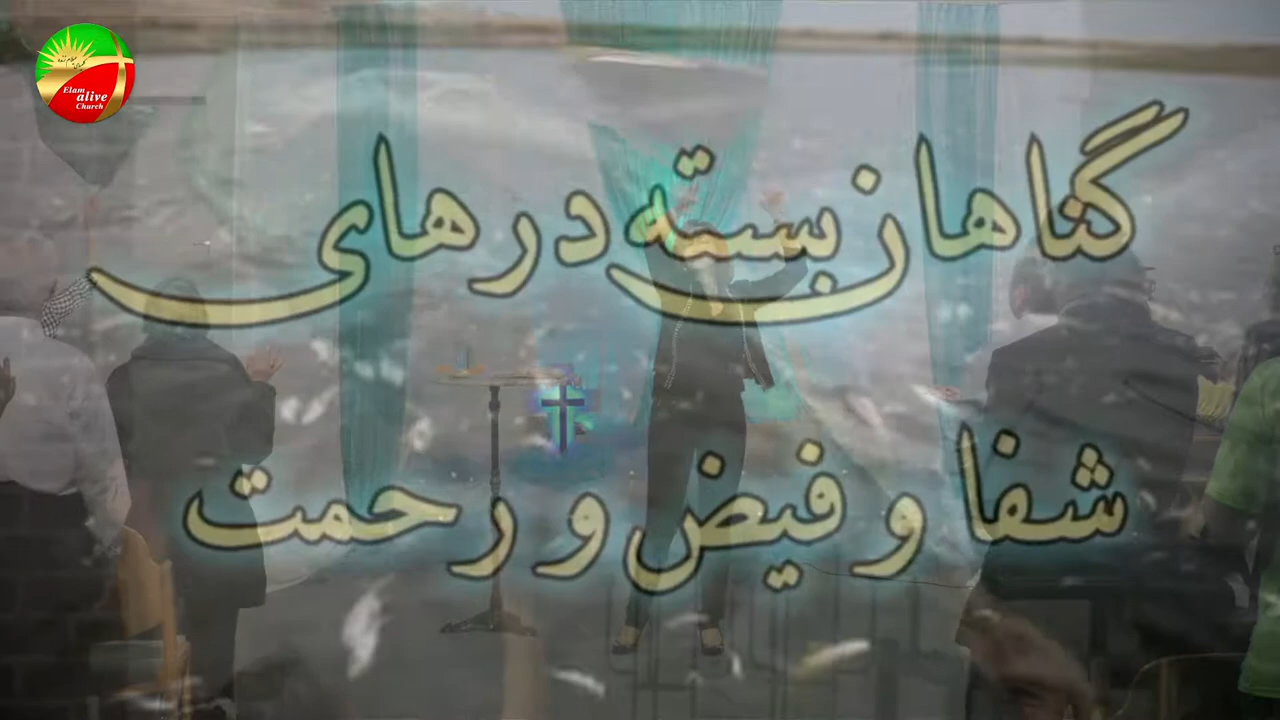 Elam
alive
Church
گناهان بسته درهای
شفا و فیض و رحمت